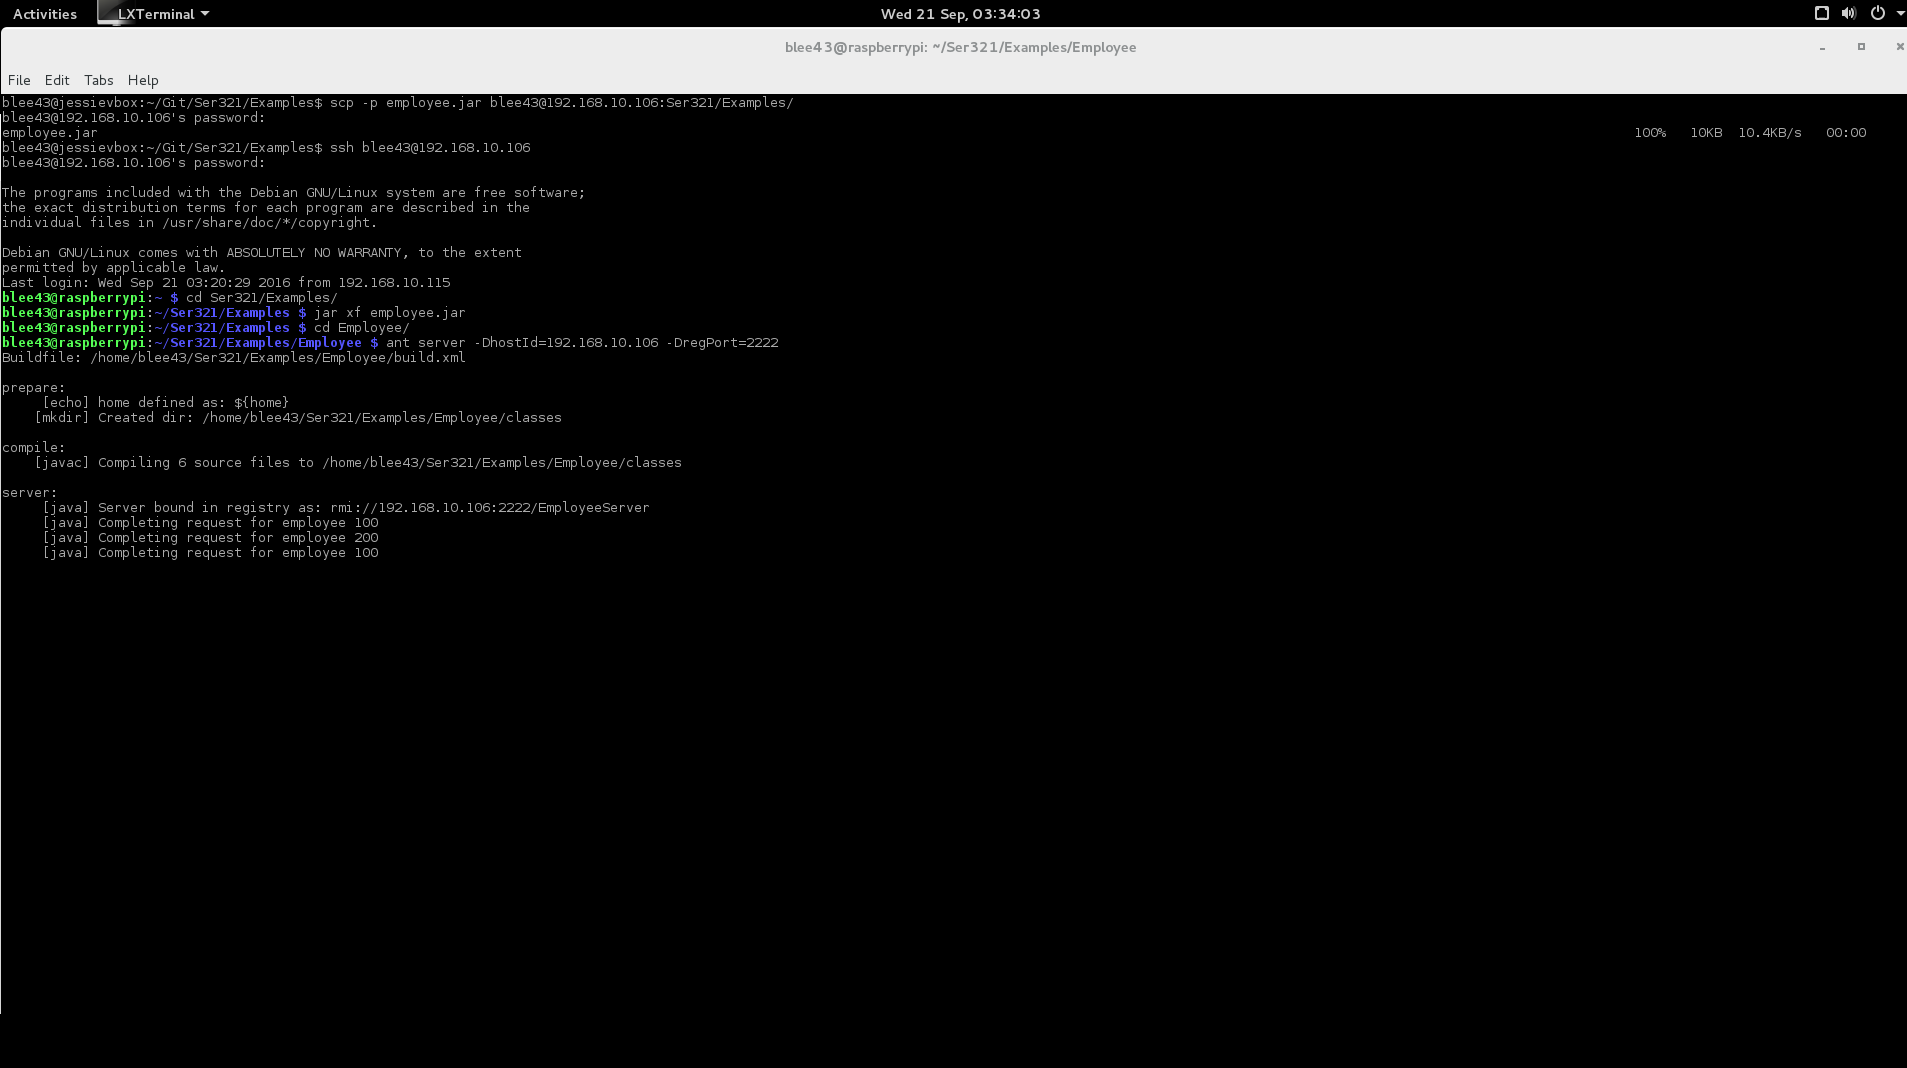 Activities LXTerminal Wed 21 Sep, 03:34:03
blee43@raspberrypi: ~/Ser321/Examples/Employee
File Edit Tabs Help
blee43@jessievbox:~/Git/Ser321/Examples$ scp -p employee.jar blee43@192.168.10.106:Ser321/Examples/
blee43@192.168.10.106's password:
employee.jar 100% 10KB 10.4KB/s 00:00
blee43@jessievbox:~/Git/Ser321/Examples$ ssh blee43@192.168.10.106
blee43@192.168.10.106's password:
The programs included with the Debian GNU/Linux system are free software;
the exact distribution terms for each program are described in the
individual files in /usr/share/doc/*/copyright.
Debian GNU/Linux comes with ABSOLUTELY NO WARRANTY, to the extent
permitted by applicable law.
Last login: Wed Sep 21 03:20:29 2016 from 192.168.10.115
blee43@raspberrypi:~ $ cd Ser321/Examples/
blee43@raspberrypi:~/Ser321/Examples $ jar xf employee.jar
blee43@raspberrypi:~/Ser321/Examples $ cd Employee/
blee43@raspberrypi:~/Ser321/Examples/Employee $ ant server -DhostId=192.168.10.106 -DregPort=2222
Buildfile: /home/blee43/Ser321/Examples/Employee/build.xml
prepare:
[echo] home defined as: ${home}
[mkdir] Created dir: /home/blee43/Ser321/Examples/Employee/classes
compile:
[javac] Compiling 6 source files to /home/blee43/Ser321/Examples/Employee/classes
server:
[java] Server bound in registry as: rmi://192.168.10.106:2222/EmployeeServer
[java] Completing request for employee 100
[java] Completing request for employee 200
[java] Completing request for employee 100